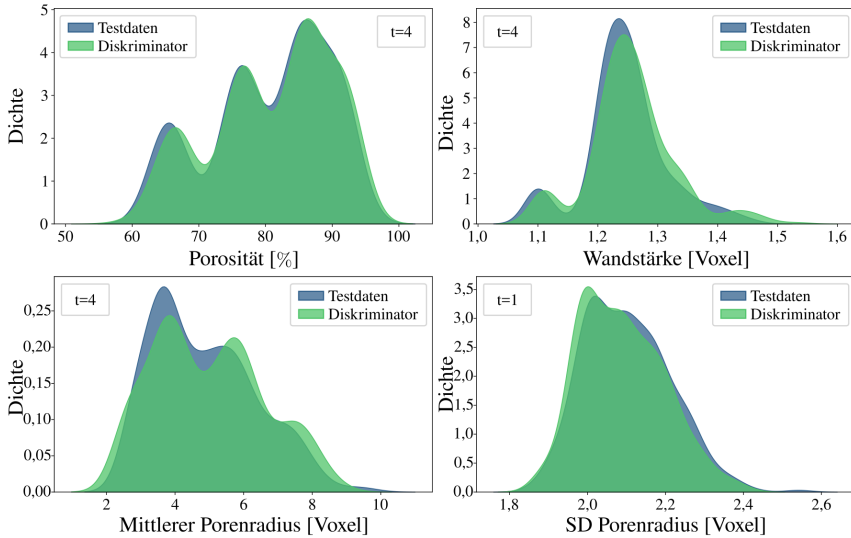 Testdaten
Diskriminator
t=4
Dichte
5
4
3
2
1
0
50 60 70 80 90 100
Porosität [%]
t=4
Testdaten
Diskriminator
Dichte
8
7
6
5
4
3
2
1
0
1,0 1,1 1,2 1,3 1,4 1,5 1,6
Wandstärke [Voxel]
t=4
Testdaten
Diskriminator
Dichte
0,25
0,20
0,15
0,10
0,05
0,00
2 4 6 8 10
Mittlerer Porenradius [Voxel]
t=1
Testdaten
Diskriminator
Dichte
3,5
3,0
2,5
2,0
1,5
1,0
0,5
0,0
1,8 2,0 2,2 2,4 2,6
SD Porenradius [Voxel]